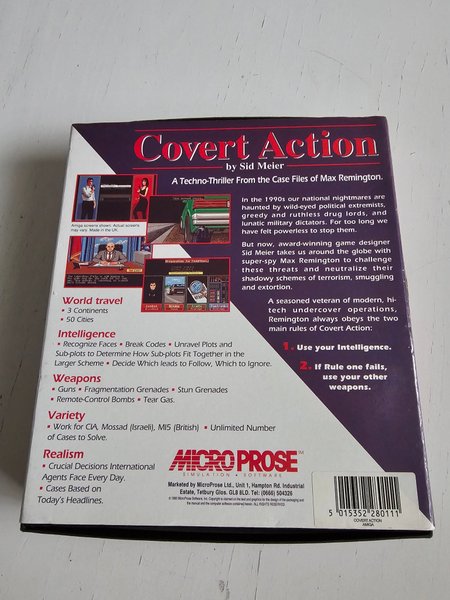 Covert Action
by Sid Meier
A Techno-Thriller From the Case Files of Max Remington.
In the 1990s our national nightmares are
haunted by wild-eyed political extremists,
greedy and ruthless drug lords, and
lunatic military dictators. For too long we
have felt powerless to stop them.
But now, award-winning game designer
Sid Meier takes us around the globe with
super-spy Max Remington to challenge
these threats and neutralize their
shadowy schemes of terrorism, smuggling
and extortion.
A seasoned veteran of modern, hi-
tech undercover operations,
Remington always obeys the two
main rules of Covert Action:
1. Use your Intelligence.
2. If Rule one fails,
use your other
weapons.
Amiga screens shown. Actual screens
may vary. Made in the UK.
World travel
• 3 Continents
• 50 Cities
Intelligence
• Recognize Faces • Break Codes • Unravel Plots and
Sub-plots to Determine How Sub-plots Fit Together in the
Larger Scheme • Decide Which leads to Follow, Which to Ignore.
Weapons
• Guns • Fragmentation Grenades • Stun Grenades
• Remote-Control Bombs • Tear Gas.
Variety
• Work for CIA, Mossad (Israeli), MI5 (British) • Unlimited Number
of Cases to Solve.
Realism
• Crucial Decisions International
Agents Face Every Day.
• Cases Based on
Today's Headlines.
MICROPROSE™
SIMULATION • SOFTWARE
Marketed by MicroProse Ltd., Unit 1, Hampton Rd. Industrial
Estate, Tetbury Glos. GL8 8LD. Tel: (0666) 504326
5 015352 280111
COVERT ACTION
AMIGA